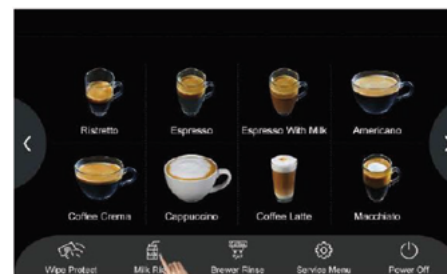 Ristretto
Espresso
Espresso With Milk
Americano
Coffee Crema
Cappuccino
Coffee Latte
Macchiato
Wipe Protect
Milk
Brewer Rinse
Service Menu
Power Off